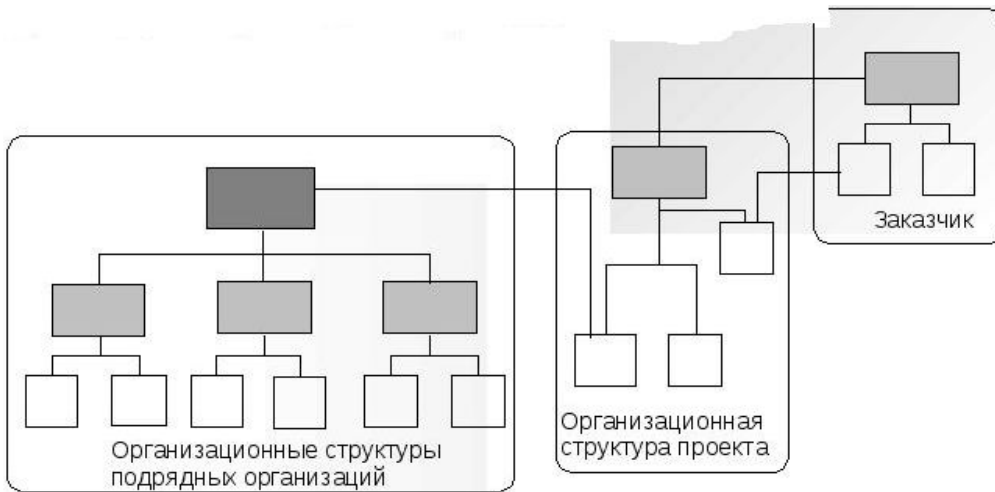 Заказчик
Организационная
структура проекта
Организационные структуры
подрядных организаций